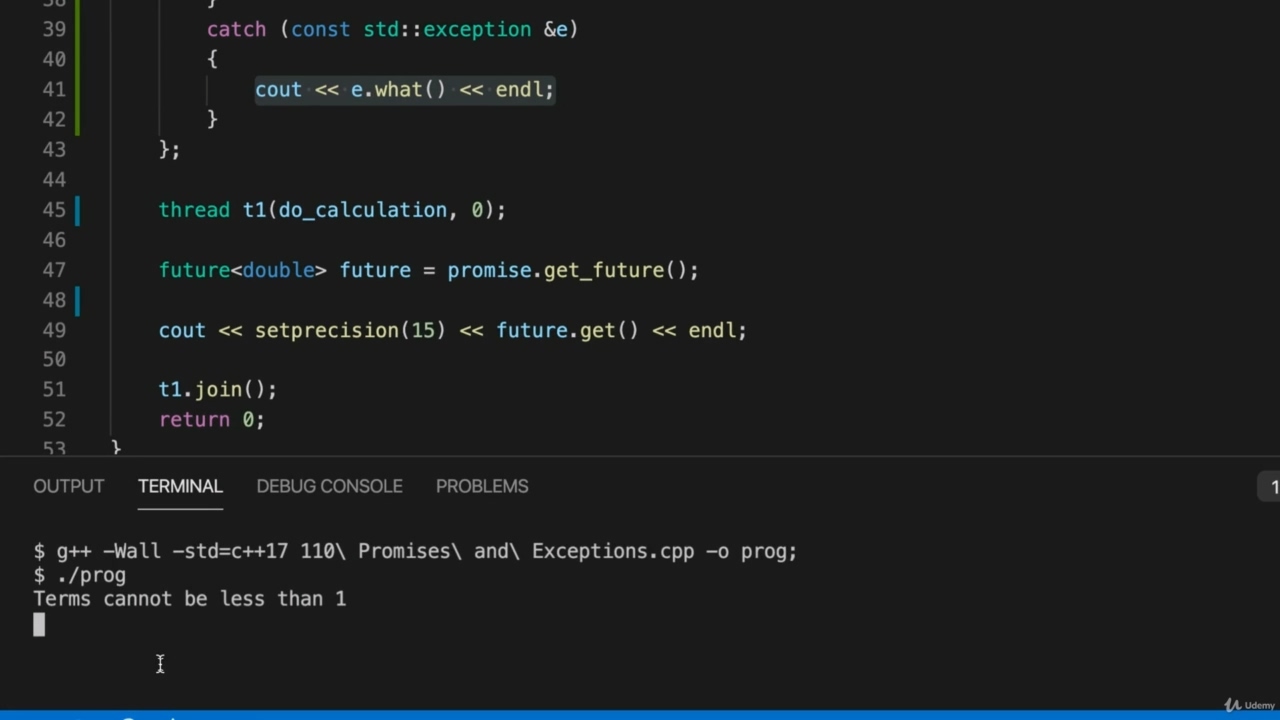 38 }
39 catch (const std::exception &e)
40 {
41 cout << e.what() << endl;
42 }
43 };
44
45 thread t1(do_calculation, 0);
46
47 future<double> future = promise.get_future();
48
49 cout << setprecision(15) << future.get() << endl;
50
51 t1.join();
52 return 0;
53 }
OUTPUT TERMINAL DEBUG CONSOLE PROBLEMS 1
$ g++ -Wall -std=c++17 110\ Promises\ and\ Exceptions.cpp -o prog;
$ ./prog
Terms cannot be less than 1
Udemy